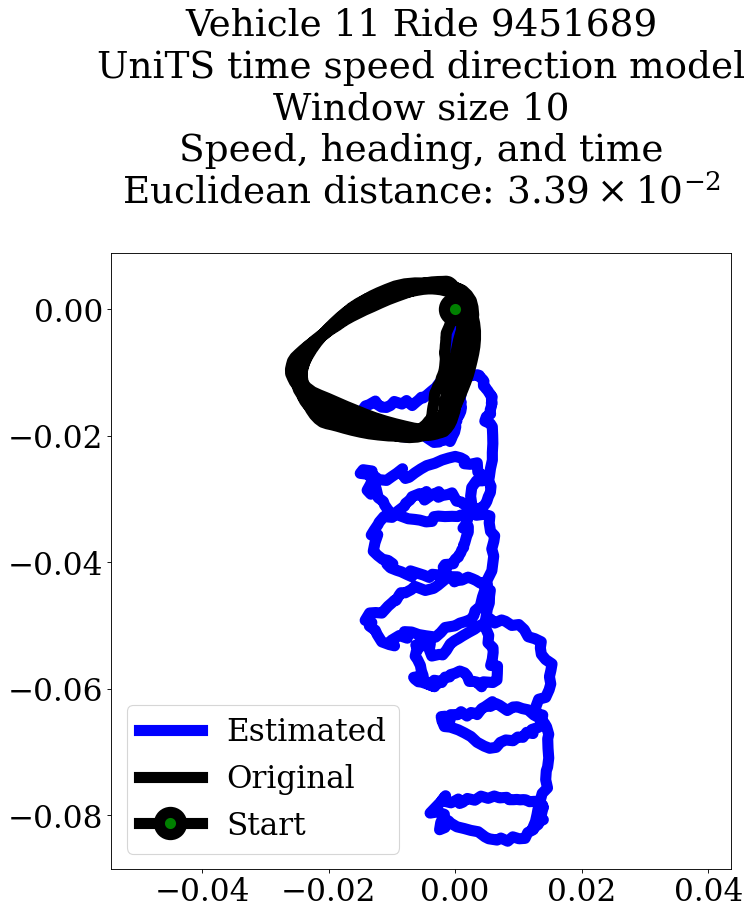 Vehicle 11 Ride 9451689
UniTS time speed direction model
Window size 10
Speed, heading, and time
Euclidean distance: 3.39 × 10⁻²
0.00
−0.02
−0.04
−0.06
−0.08
Estimated
Original
Start
−0.04 −0.02 0.00 0.02 0.04